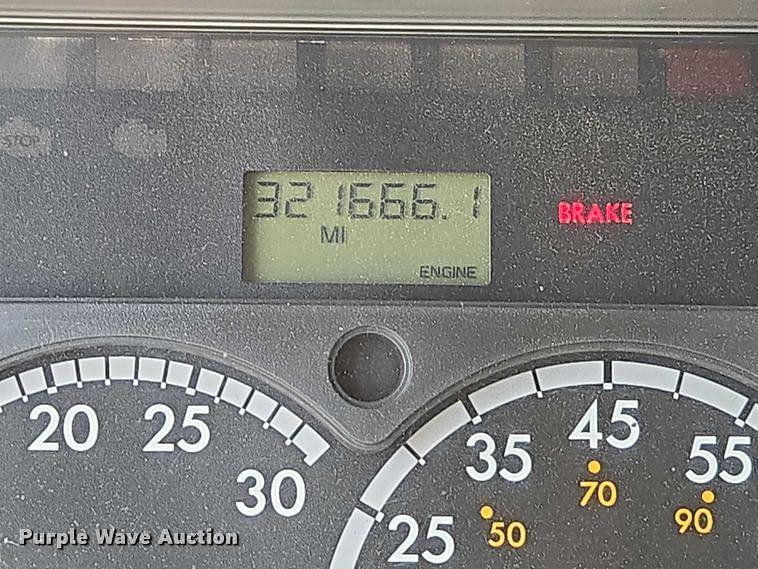 STOP
321666.1
BRAKE
MI
ENGINE
20 25 30
25 35 45 55
50 70 90
Purple Wave Auction